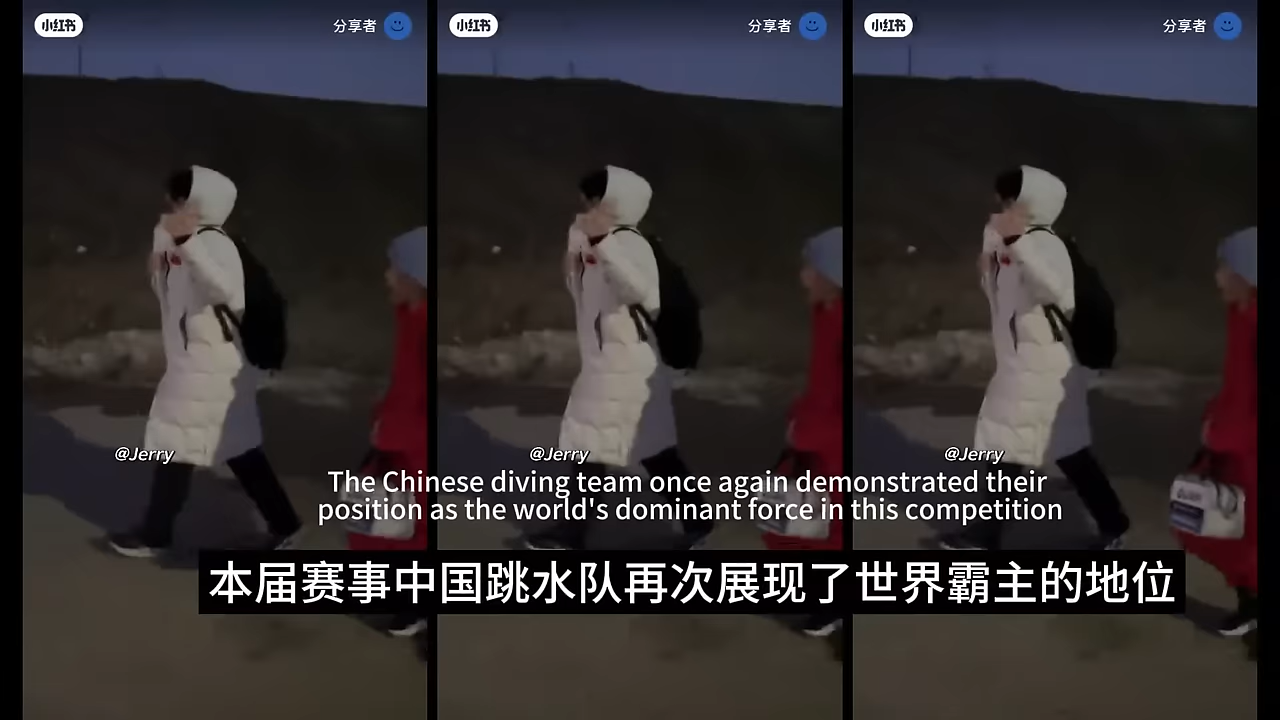 小红书
分享者
小红书
分享者
小红书
分享者
@Jerry
@Jerry
@Jerry
The Chinese diving team once again demonstrated their
position as the world's dominant force in this competition
本届赛事中国跳水队再次展现了世界霸主的地位